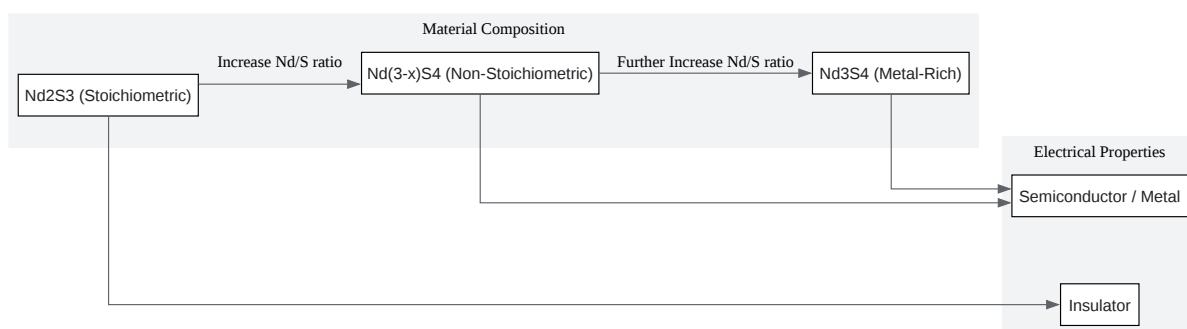 Material Composition
Increase Nd/S ratio
Further Increase Nd/S ratio
Nd2S3 (Stoichiometric)
Nd(3-x)S4 (Non-Stoichiometric)
Nd3S4 (Metal-Rich)
Electrical Properties
Semiconductor / Metal
Insulator